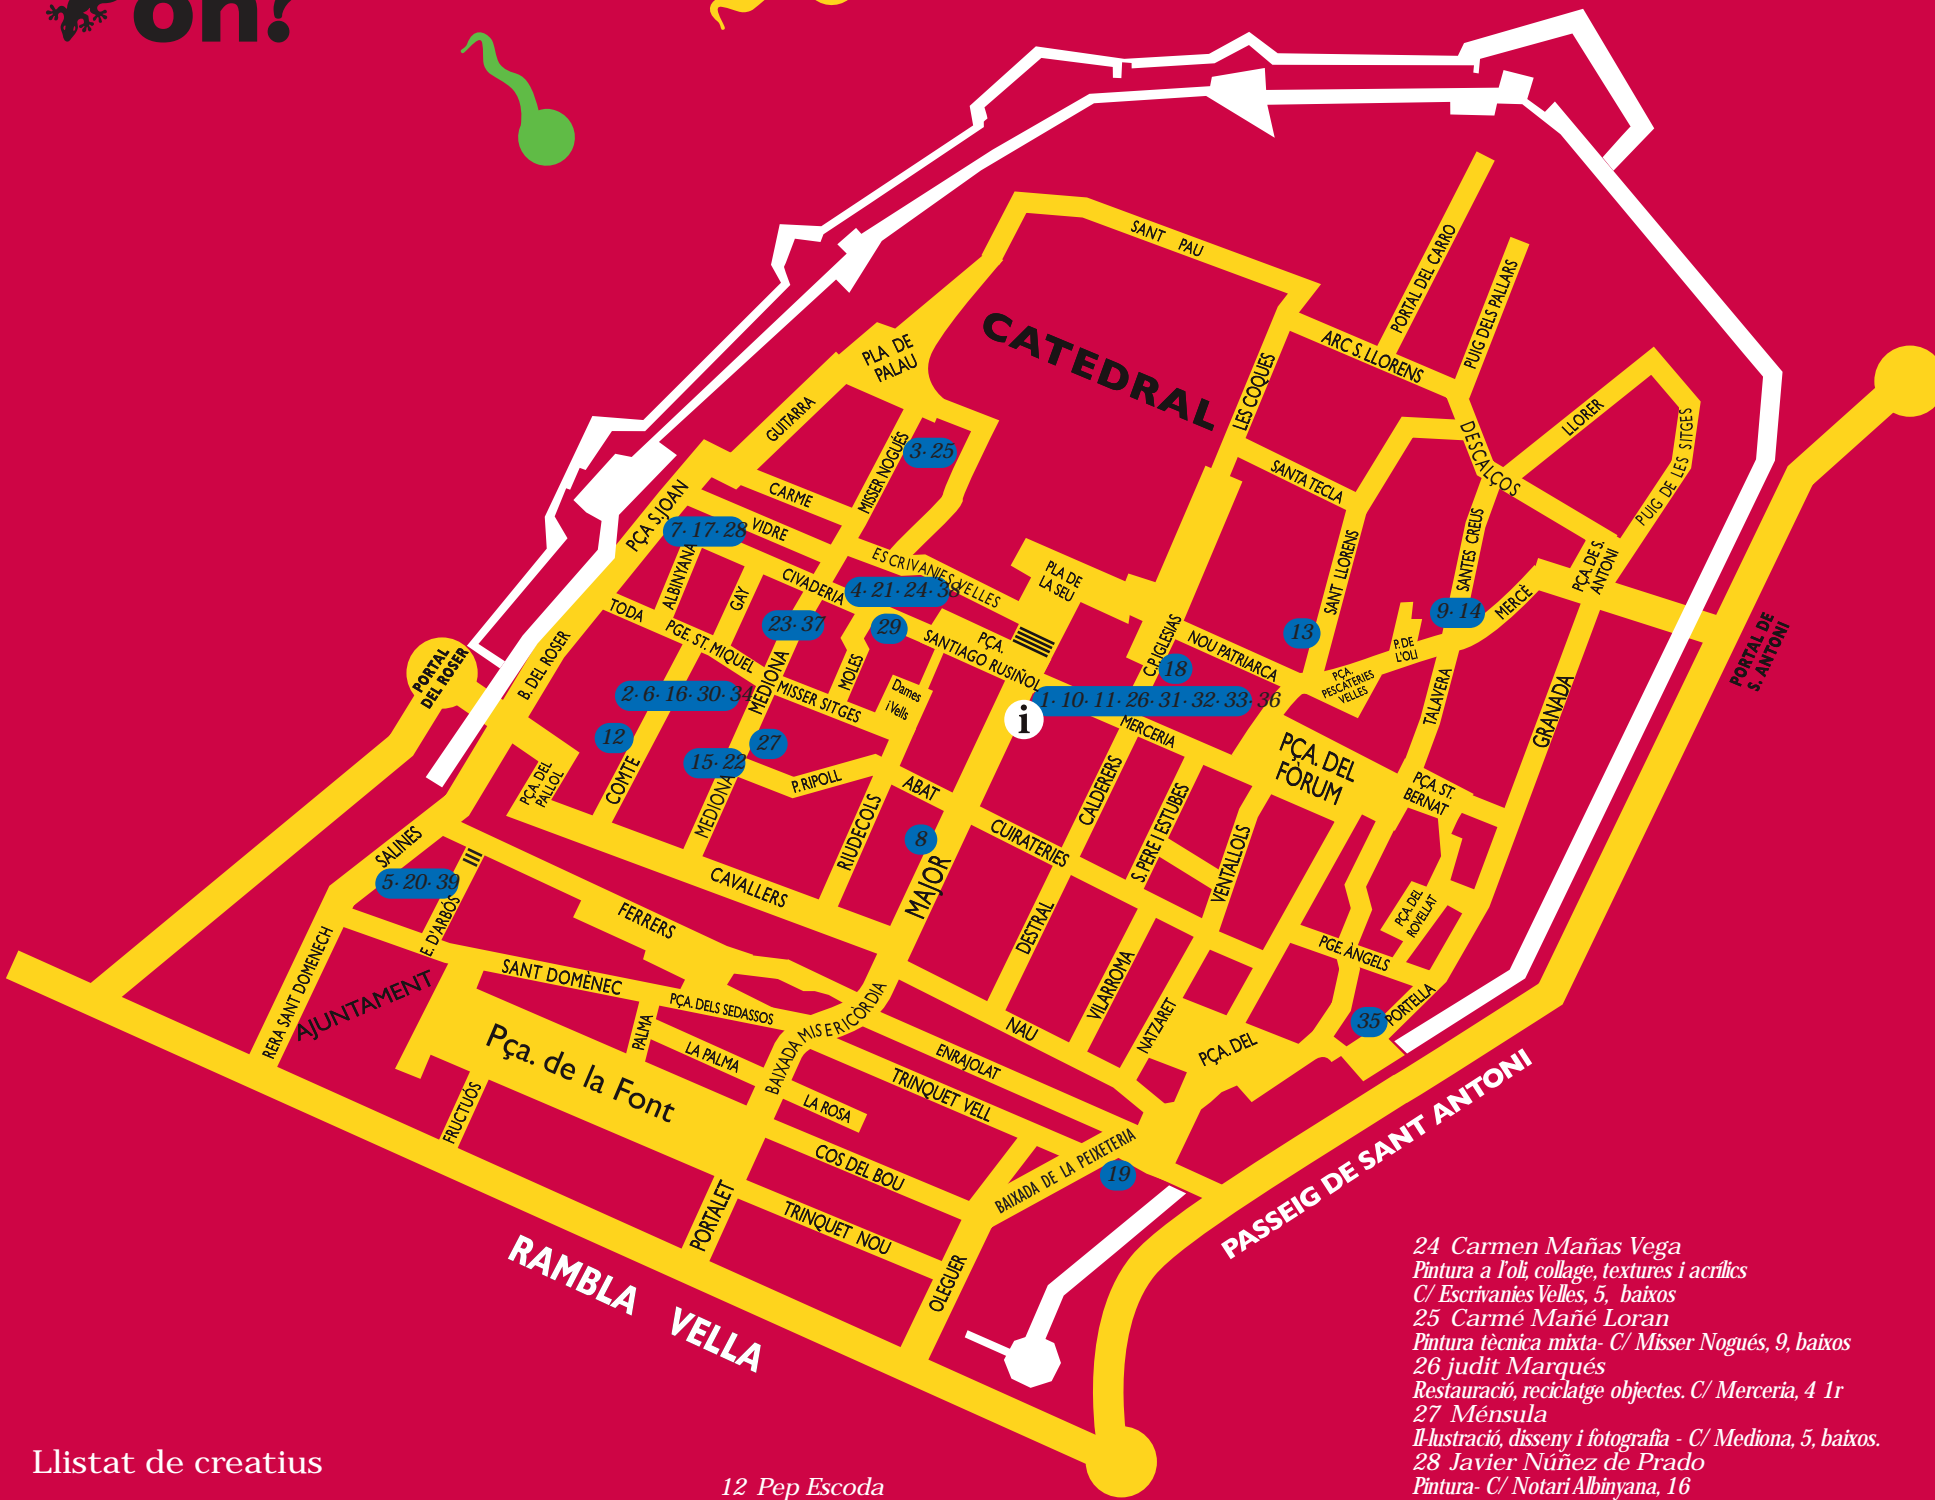 on?
SANT PAU
PORTAL DEL CARRO
PUIG DELS PALLARS
CATEDRAL
ARC S. LLORENS
PLA DE
PALAU
LES COQUES
GUITARRA
LLORER
DESCALÇOS
PUIG DE LES SITGES
MISSER NOGUÉS
3· 25
SANTA TECLA
CARME
PÇA S.JOAN
7· 17· 28
VIDRE
SANTES CREUS
SANT LLORENS
ESCRIVANIES VELLES
PLA DE
LA SEU
PÇA. DE S.
ANTONI
ALBINYANA
CIVADERIA
4· 21· 24· 38
GAY
TODA
MERCÈ
9· 14
13
23· 37
29
PÇA.
SANTIAGO RUSIÑOL
C.P.IGLESIAS
NOU PATRIARCA
P. DE
L'OLI
PORTAL DE
S. ANTONI
PGE. ST. MIQUEL
B. DEL ROSER
PORTAL
DEL ROSER
MOLES
18
PÇA.
PESCATERIES
VELLES
TALAVERA
2· 6· 16· 30· 34
MEDIONA
MISSER SITGES
Dames
i Vells
1· 10· 11· 26· 31· 32· 33· 36
i
MERCERIA
GRANADA
12
27
15· 22
PÇA. DEL
FÒRUM
PÇA. DEL
PALLOL
COMTE
P. RIPOLL
ABAT
CALDERERS
PÇA. ST.
BERNAT
MEDIONA
RIUDECOLS
8
CUIRATERIES
S. PERE I ESTUBES
VENTALLOLS
SALINES
5· 20· 39
CAVALLERS
MAJOR
PÇA. DEL
ROVELLAT
FERRERS
E. D'ARBÓS
DESTRAL
PGE ÀNGELS
RERA SANT DOMENECH
AJUNTAMENT
SANT DOMÈNEC
PÇA. DELS SEDASSOS
VILARROMA
NATZARET
PORTELLA
35
PALMA
BAIXADA MISERICÒRDIA
NAU
Pça. de la Font
LA PALMA
ENRAJOLAT
PÇA. DEL
TRINQUET VELL
LA ROSA
FRUCTUÓS
COS DEL BOU
BAIXADA DE LA PEIXETERIA
19
PASSEIG DE SANT ANTONI
PORTALET
TRINQUET NOU
OLEGUER
RAMBLA VELLA
24 Carmen Mañas Vega
Pintura a l'oli, collage, textures i acrílics
C/ Escrivanies Velles, 5, baixos
25 Carmé Mañé Loran
Pintura tècnica mixta- C/ Misser Nogués, 9, baixos
26 judit Marqués
Restauració, reciclatge objectes. C/ Merceria, 4 1r
27 Ménsula
Il·lustració, disseny i fotografia - C/ Mediona, 5, baixos.
28 Javier Núñez de Prado
Pintura- C/ Notari Albinyana, 16
Llistat de creatius
12 Pep Escoda